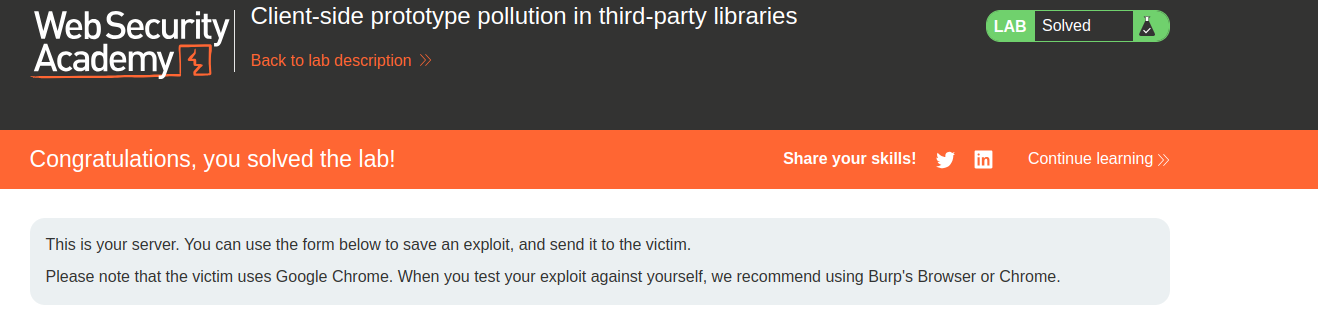 Web Security
Academy
Client-side prototype pollution in third-party libraries
Back to lab description
LAB Solved
Congratulations, you solved the lab!
Share your skills!
Continue learning
This is your server. You can use the form below to save an exploit, and send it to the victim.
Please note that the victim uses Google Chrome. When you test your exploit against yourself, we recommend using Burp's Browser or Chrome.